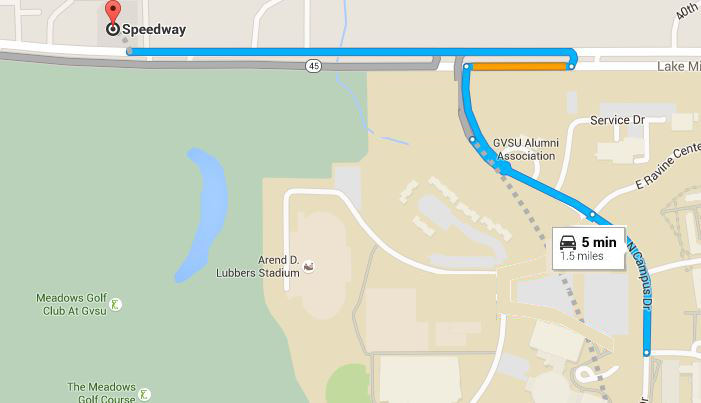 40th
Speedway
45
Lake Mi
Service Dr
GVSU Alumni
Association
E Ravine Cente
5 min
1.5 miles
N Campus Dr
Arend D.
Lubbers Stadium
Meadows Golf
Club At Gvsu
The Meadows
Golf Course